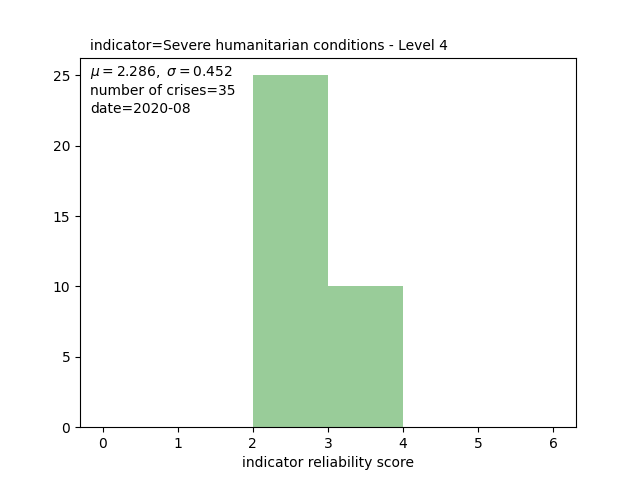 indicator=Severe humanitarian conditions - Level 4
μ = 2.286, σ = 0.452
number of crises=35
date=2020-08
25
20
15
10
5
0
0 1 2 3 4 5 6
indicator reliability score